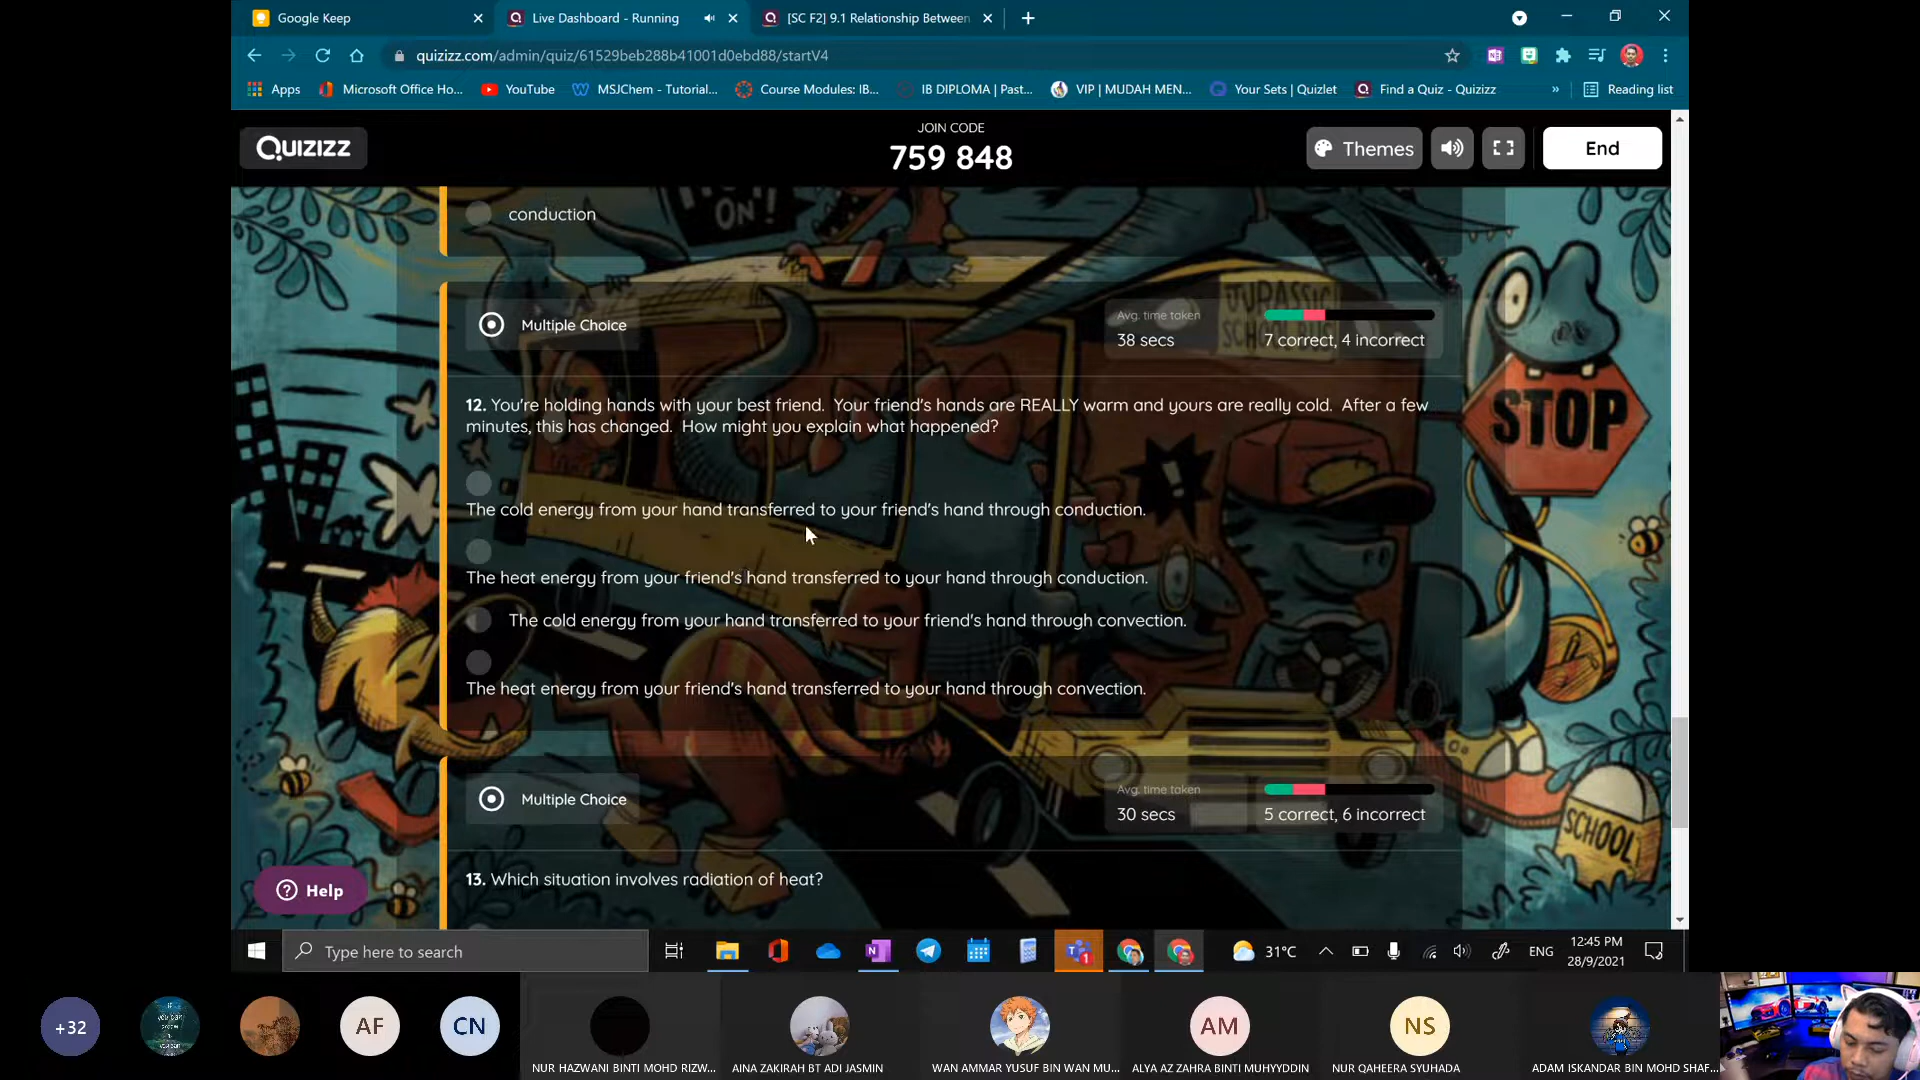 Google Keep
Live Dashboard - Running
[SC F2] 9.1 Relationship Between
quizizz.com/admin/quiz/61529beb288b41001d0ebd88/startV4
Apps
Microsoft Office Ho...
YouTube
MSJChem - Tutorial...
Course Modules: IB...
IB DIPLOMA | Past...
VIP | MUDAH MEN...
Your Sets | Quizlet
Find a Quiz - Quizizz
»
Reading list
QUIZIZZ
JOIN CODE
759 848
Themes
End
ON!
conduction
JURASSIC
SCHOOL BUS
Multiple Choice
Avg. time taken
38 secs
7 correct, 4 incorrect
STOP
12. You're holding hands with your best friend. Your friend's hands are REALLY warm and yours are really cold. After a few
minutes, this has changed. How might you explain what happened?
The cold energy from your hand transferred to your friend's hand through conduction.
The heat energy from your friend's hand transferred to your hand through conduction.
The cold energy from your hand transferred to your friend's hand through convection.
The heat energy from your friend's hand transferred to your hand through convection.
Multiple Choice
Avg. time taken
30 secs
5 correct, 6 incorrect
SCHOOL
13. Which situation involves radiation of heat?
Help
Type here to search
1
31°C
ENG
12:45 PM
28/9/2021
+32
if
you can
AF
CN
AM
NS
NUR HAZWANI BINTI MOHD RIZW...
AINA ZAKIRAH BT ADI JASMIN
WAN AMMAR YUSUF BIN WAN MU...
ALYA AZ ZAHRA BINTI MUHYYDDIN
NUR QAHEERA SYUHADA
ADAM ISKANDAR BIN MOHD SHAF...